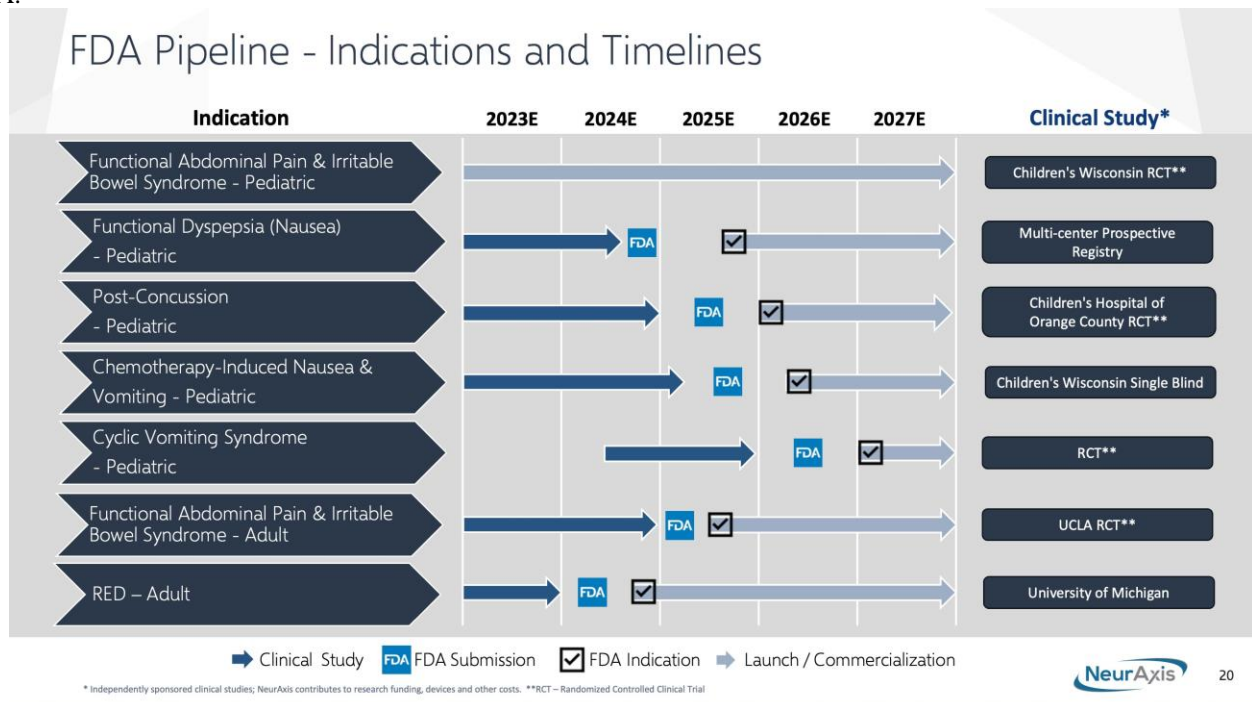 FDA Pipeline - Indications and Timelines
Indication
2023E
2024E
2025E
2026E
2027E
Clinical Study*
Functional Abdominal Pain & Irritable
Bowel Syndrome - Pediatric
Children's Wisconsin RCT**
Functional Dyspepsia (Nausea)
- Pediatric
FDA
Multi-center Prospective
Registry
Post-Concussion
- Pediatric
FDA
Children's Hospital of
Orange County RCT**
Chemotherapy-Induced Nausea &
Vomiting - Pediatric
FDA
Children's Wisconsin Single Blind
Cyclic Vomiting Syndrome
- Pediatric
FDA
RCT**
Functional Abdominal Pain & Irritable
Bowel Syndrome - Adult
FDA
UCLA RCT**
RED – Adult
FDA
University of Michigan
Clinical Study
FDA FDA Submission
FDA Indication
Launch / Commercialization
* Independently sponsored clinical studies; NeurAxis contributes to research funding, devices and other costs. **RCT – Randomized Controlled Clinical Trial
NeurAxis
20